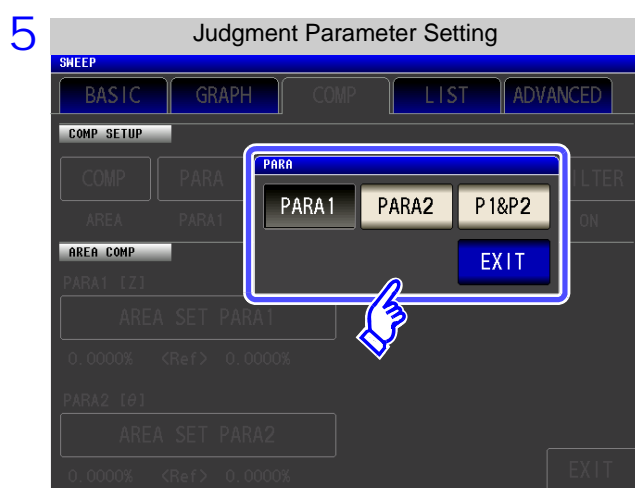 5
Judgment Parameter Setting
SWEEP
BASIC GRAPH COMP LIST ADVANCED
COMP SETUP
COMP PARA
AREA PARA1 ON
PARA
PARA1 PARA2 P1&P2
EXIT
AREA COMP
PARA1 [Z]
AREA SET PARA1
0.0000% <Ref> 0.0000%
PARA2 [θ]
AREA SET PARA2
0.0000% <Ref> 0.0000%
EXIT